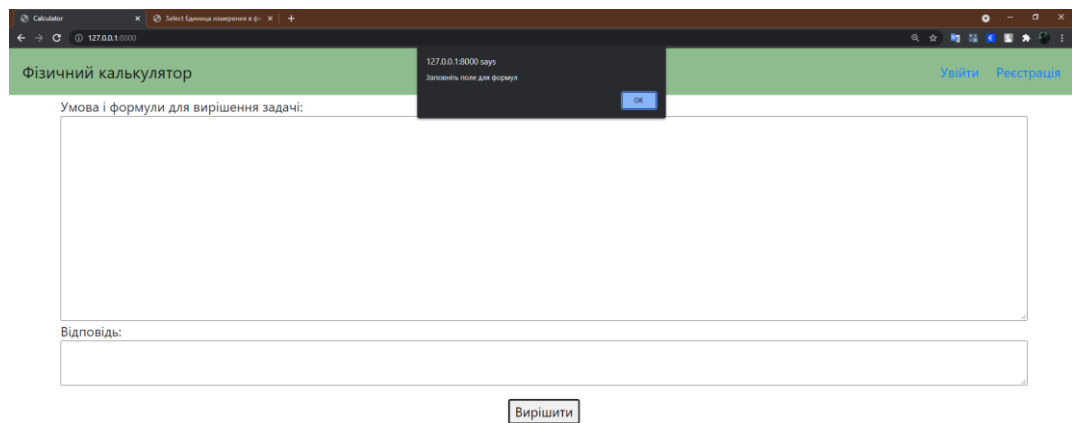 Calculator
Select Единица измерения в ф
127.0.0.1:8000
127.0.0.1:8000 says
Заповніть поле для формул
OK
Фізичний калькулятор
Увійти Реєстрація
Умова і формули для вирішення задачі:
Відповідь:
Вирішити